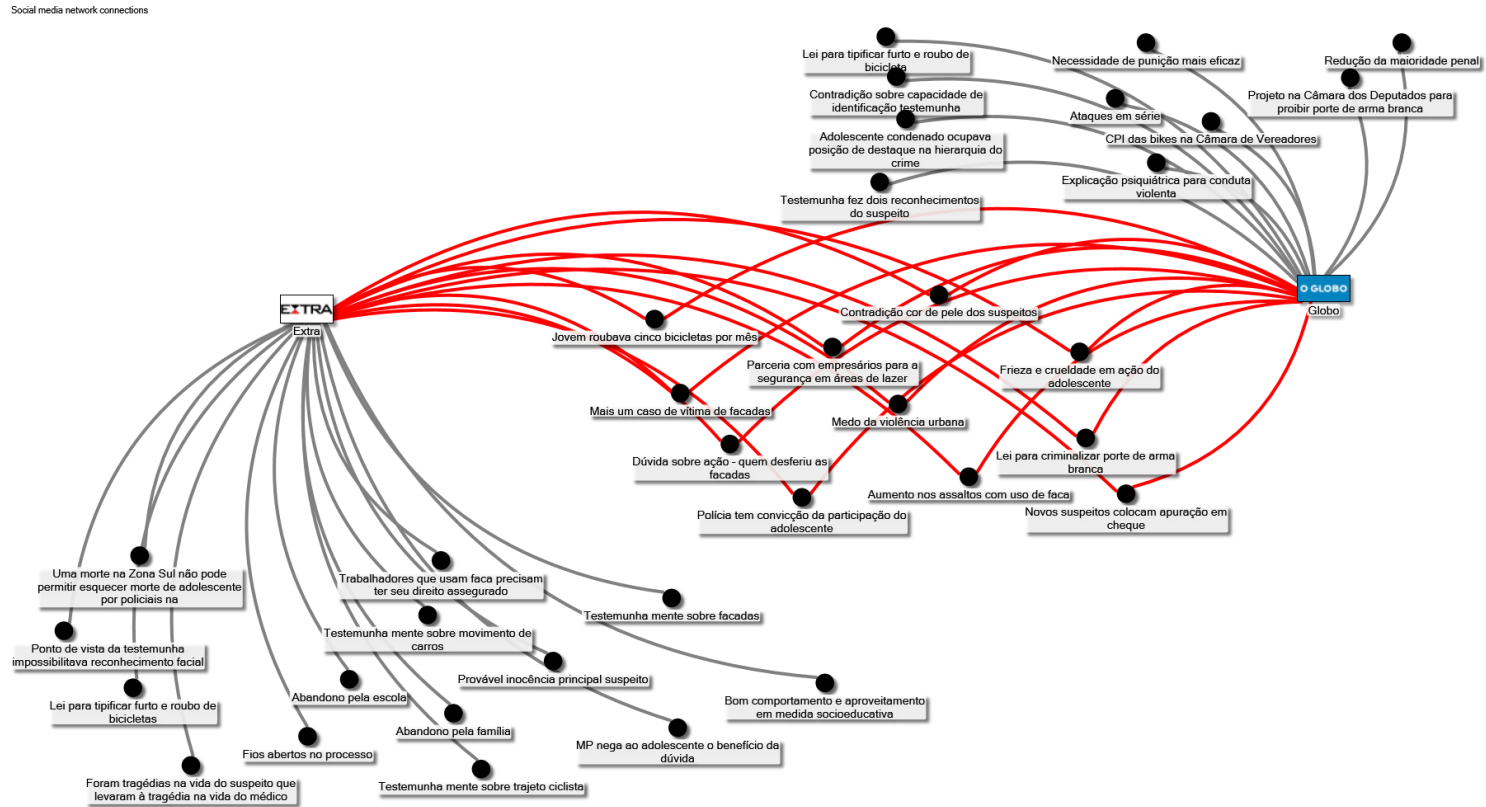 Social media network connections
Lei para tipificar furto e roubo de
bicicleta
Necessidade de punição mais eficaz
Redução da maioridade penal
Contradição sobre capacidade de
identificação testemunha
Ataques em série
Projeto na Câmara dos Deputados para
proibir porte de arma branca
Adolescente condenado ocupava
posição de destaque na hierarquia do
crime
CPI das bikes na Câmara de Vereadores
Testemunha fez dois reconhecimentos
do suspeito
Explicação psiquiátrica para conduta
violenta
EXTRA
Extra
O GLOBO
Globo
Contradição cor de pele dos suspeitos
Jovem roubava cinco bicicletas por mês
Parceria com empresários para a
segurança em áreas de lazer
Frieza e crueldade em ação do
adolescente
Mais um caso de vítima de facadas
Medo da violência urbana
Dúvida sobre ação - quem desferiu as
facadas
Lei para criminalizar porte de arma
branca
Aumento nos assaltos com uso de faca
Polícia tem convicção da participação do
adolescente
Novos suspeitos colocam apuração em
cheque
Uma morte na Zona Sul não pode
permitir esquecer morte de adolescente
por policiais na
Trabalhadores que usam faca precisam
ter seu direito assegurado
Testemunha mente sobre facadas
Ponto de vista da testemunha
impossibilitava reconhecimento facial
Testemunha mente sobre movimento de
carros
Provável inocência principal suspeito
Lei para tipificar furto e roubo de
bicicletas
Abandono pela escola
Bom comportamento e aproveitamento
em medida socioeducativa
Abandono pela família
Fios abertos no processo
MP nega ao adolescente o benefício da
dúvida
Foram tragédias na vida do suspeito que
levaram à tragédia na vida do médico
Testemunha mente sobre trajeto ciclista